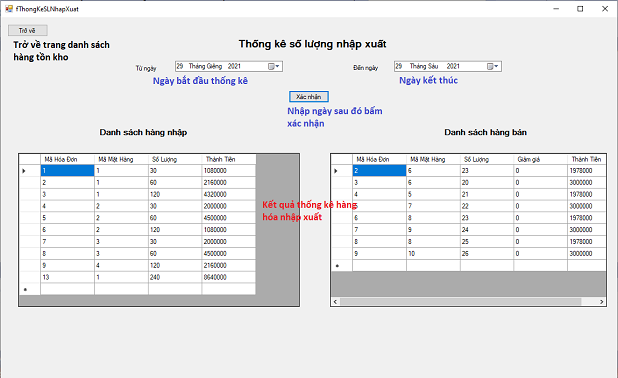 fThongKeSLNhapXuat
Trở về
Trở về trang danh sách
hàng tồn kho
Thống kê số lượng nhập xuất
Từ ngày
29 Tháng Giêng 2021
Đến ngày
29 Tháng Sáu 2021
Ngày bắt đầu thống kê
Ngày kết thúc
Xác nhận
Nhập ngày sau đó bấm
xác nhận
Danh sách hàng nhập
Mã Hóa Đơn Mã Mặt Hàng Số Lượng Thành Tiền
1 1 30 1080000
2 1 60 2160000
3 1 120 4320000
4 2 30 2000000
5 2 60 4500000
6 2 120 1080000
7 3 30 2000000
8 3 60 4500000
9 4 120 2160000
13 1 240 8640000
Kết quả thống kê hàng
hóa nhập xuất
Danh sách hàng bán
Mã Hóa Đơn Mã Mặt Hàng Số Lượng Giảm giá Thành Tiền
2 6 23 0 1978000
3 6 20 0 3000000
4 5 21 0 1978000
5 7 22 0 3000000
6 8 23 0 1978000
7 9 24 0 3000000
8 8 25 0 1978000
9 10 26 0 3000000